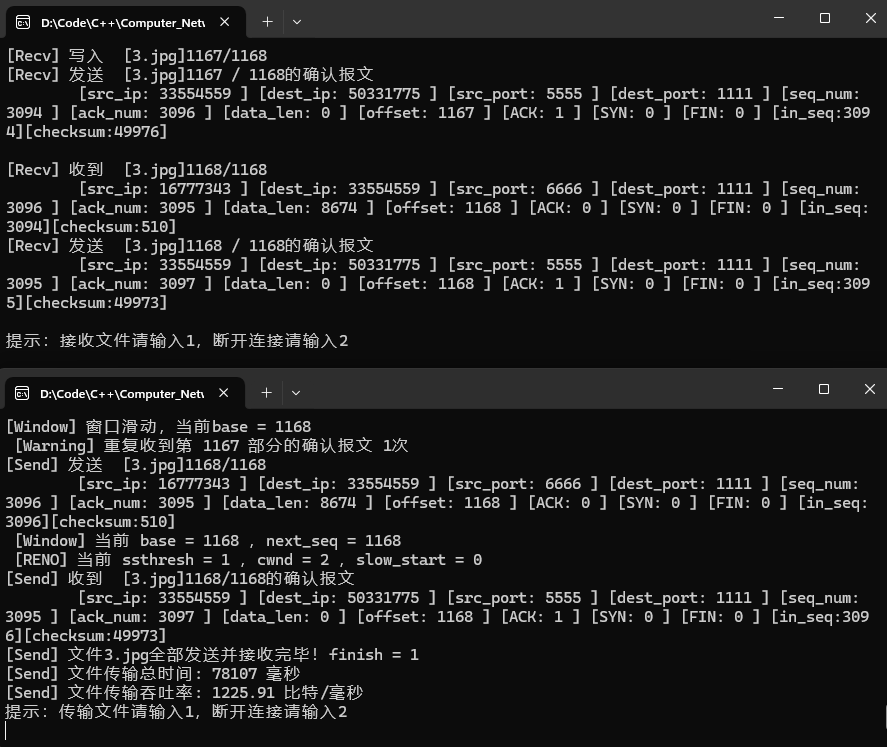 D:\Code\C++\Computer_Netv
[Recv] 写入  [3.jpg]1167/1168
[Recv] 发送  [3.jpg]1167 / 1168的确认报文
[src_ip: 33554559 ] [dest_ip: 50331775 ] [src_port: 5555 ] [dest_port: 1111 ] [seq_num:
3094 ] [ack_num: 3096 ] [data_len: 0 ] [offset: 1167 ] [ACK: 1 ] [SYN: 0 ] [FIN: 0 ] [in_seq:309
4][checksum:49976]
[Recv] 收到  [3.jpg]1168/1168
[src_ip: 16777343 ] [dest_ip: 33554559 ] [src_port: 6666 ] [dest_port: 1111 ] [seq_num:
3096 ] [ack_num: 3095 ] [data_len: 8674 ] [offset: 1168 ] [ACK: 0 ] [SYN: 0 ] [FIN: 0 ] [in_seq:
3094][checksum:510]
[Recv] 发送  [3.jpg]1168 / 1168的确认报文
[src_ip: 33554559 ] [dest_ip: 50331775 ] [src_port: 5555 ] [dest_port: 1111 ] [seq_num:
3095 ] [ack_num: 3097 ] [data_len: 0 ] [offset: 1168 ] [ACK: 1 ] [SYN: 0 ] [FIN: 0 ] [in_seq:309
5][checksum:49973]
提示：接收文件请输入1，断开连接请输入2
D:\Code\C++\Computer_Netv
[Window] 窗口滑动，当前base = 1168
[Warning] 重复收到第 1167 部分的确认报文 1次
[Send] 发送  [3.jpg]1168/1168
[src_ip: 16777343 ] [dest_ip: 33554559 ] [src_port: 6666 ] [dest_port: 1111 ] [seq_num:
3096 ] [ack_num: 3095 ] [data_len: 8674 ] [offset: 1168 ] [ACK: 0 ] [SYN: 0 ] [FIN: 0 ] [in_seq:
3096][checksum:510]
[Window] 当前 base = 1168 , next_seq = 1168
[RENO] 当前 ssthresh = 1 , cwnd = 2 , slow_start = 0
[Send] 收到  [3.jpg]1168/1168的确认报文
[src_ip: 33554559 ] [dest_ip: 50331775 ] [src_port: 5555 ] [dest_port: 1111 ] [seq_num:
3095 ] [ack_num: 3097 ] [data_len: 0 ] [offset: 1168 ] [ACK: 1 ] [SYN: 0 ] [FIN: 0 ] [in_seq:309
6][checksum:49973]
[Send] 文件3.jpg全部发送并接收完毕！finish = 1
[Send] 文件传输总时间：78107 毫秒
[Send] 文件传输吞吐率：1225.91 比特/毫秒
提示：传输文件请输入1，断开连接请输入2